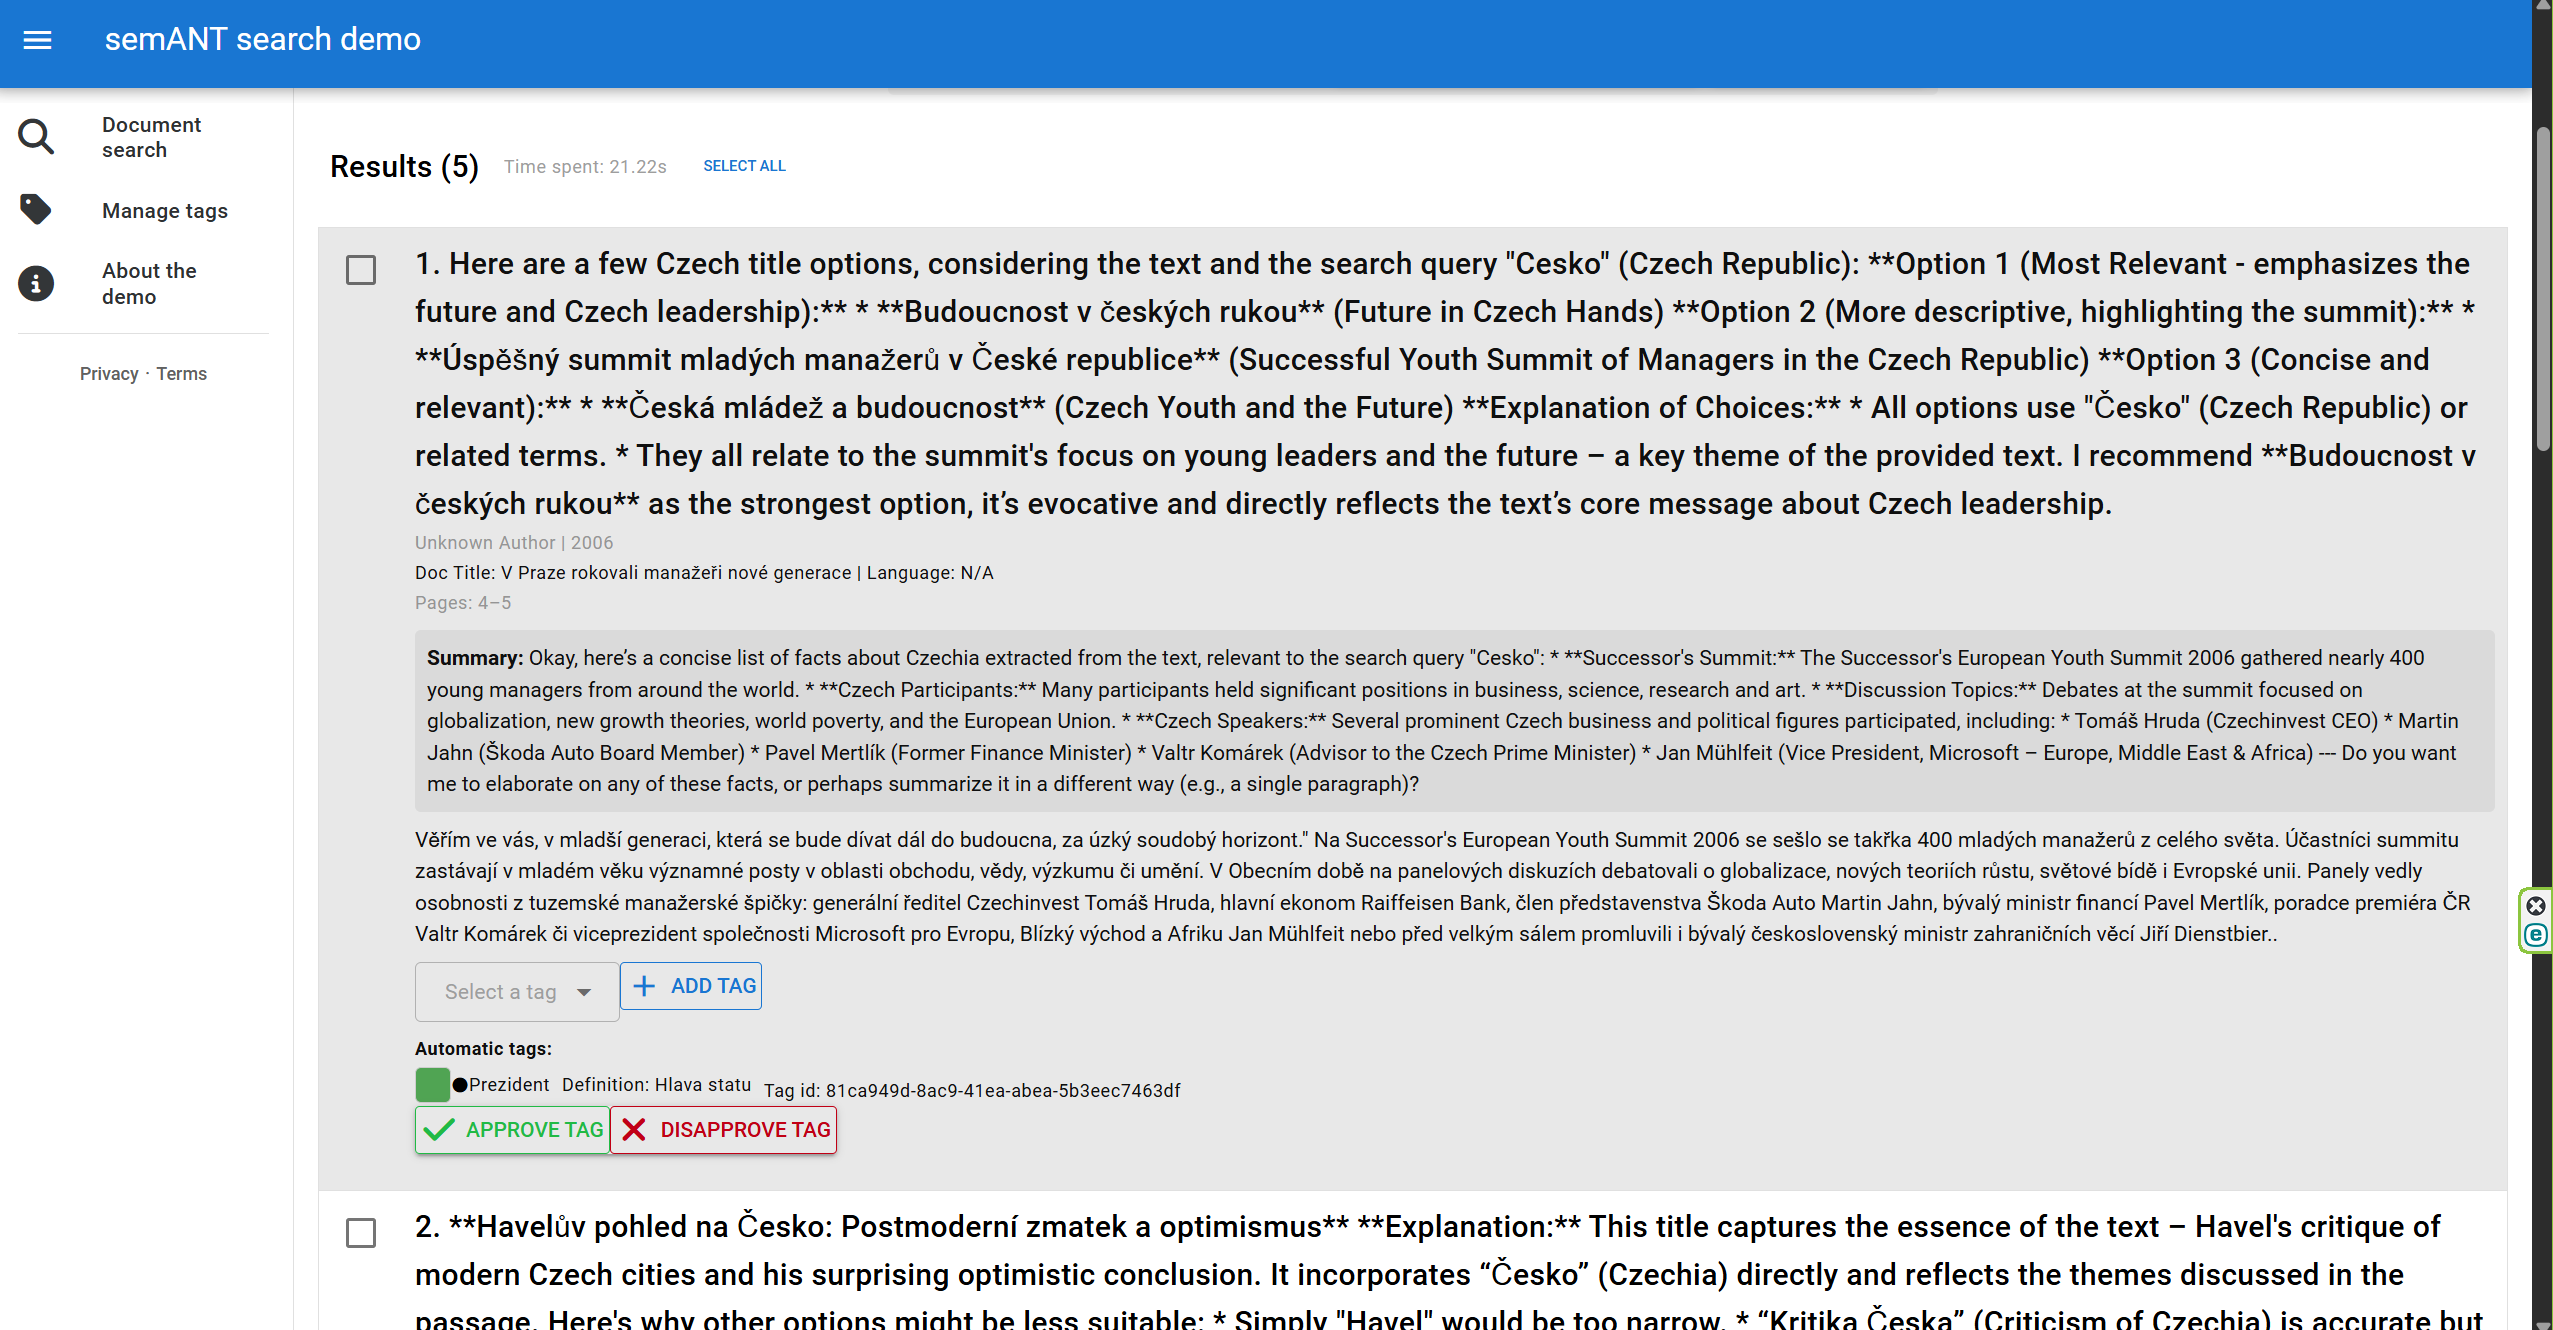 semANT search demo
Document
search
Manage tags
About the
demo
Privacy · Terms
Results (5) Time spent: 21.22s SELECT ALL
1. Here are a few Czech title options, considering the text and the search query "Cesko" (Czech Republic): **Option 1 (Most Relevant - emphasizes the
future and Czech leadership):** * **Budoucnost v českých rukou** (Future in Czech Hands) **Option 2 (More descriptive, highlighting the summit):** *
**Úspěšný summit mladých manažerů v České republice** (Successful Youth Summit of Managers in the Czech Republic) **Option 3 (Concise and
relevant):** * **Česká mládež a budoucnost** (Czech Youth and the Future) **Explanation of Choices:** * All options use "Česko" (Czech Republic) or
related terms. * They all relate to the summit's focus on young leaders and the future – a key theme of the provided text. I recommend **Budoucnost v
českých rukou** as the strongest option, it’s evocative and directly reflects the text’s core message about Czech leadership.
Unknown Author | 2006
Doc Title: V Praze rokovali manažeři nové generace | Language: N/A
Pages: 4–5
Summary: Okay, here’s a concise list of facts about Czechia extracted from the text, relevant to the search query "Cesko": * **Successor's Summit:** The Successor's European Youth Summit 2006 gathered nearly 400
young managers from around the world. * **Czech Participants:** Many participants held significant positions in business, science, research and art. * **Discussion Topics:** Debates at the summit focused on
globalization, new growth theories, world poverty, and the European Union. * **Czech Speakers:** Several prominent Czech business and political figures participated, including: * Tomáš Hruda (Czechinvest CEO) * Martin
Jahn (Škoda Auto Board Member) * Pavel Mertlík (Former Finance Minister) * Valtr Komárek (Advisor to the Czech Prime Minister) * Jan Mühlfeit (Vice President, Microsoft – Europe, Middle East & Africa) --- Do you want
me to elaborate on any of these facts, or perhaps summarize it in a different way (e.g., a single paragraph)?
Věřím ve vás, v mladší generaci, která se bude dívat dál do budoucna, za úzký soudobý horizont." Na Successor's European Youth Summit 2006 se sešlo se takřka 400 mladých manažerů z celého světa. Účastníci summitu
zastávají v mladém věku významné posty v oblasti obchodu, vědy, výzkumu či umění. V Obecním době na panelových diskuzích debatovali o globalizace, nových teoriích růstu, světové bídě i Evropské unii. Panely vedly
osobnosti z tuzemské manažerské špičky: generální ředitel Czechinvest Tomáš Hruda, hlavní ekonom Raiffeisen Bank, člen představenstva Škoda Auto Martin Jahn, bývalý ministr financí Pavel Mertlík, poradce premiéra ČR
Valtr Komárek či viceprezident společnosti Microsoft pro Evropu, Blízký východ a Afriku Jan Mühlfeit nebo před velkým sálem promluvili i bývalý československý ministr zahraničních věcí Jiří Dienstbier..
Select a tag ADD TAG
Automatic tags:
Prezident Definition: Hlava statu Tag id: 81ca949d-8ac9-41ea-abea-5b3eec7463df
APPROVE TAG DISAPPROVE TAG
2. **Havelův pohled na Česko: Postmoderní zmatek a optimismus** **Explanation:** This title captures the essence of the text – Havel's critique of
modern Czech cities and his surprising optimistic conclusion. It incorporates “Česko” (Czechia) directly and reflects the themes discussed in the
passage. Here's why other options might be less suitable: * Simply "Havel" would be too narrow. * “Kritika Česka” (Criticism of Czechia) is accurate but